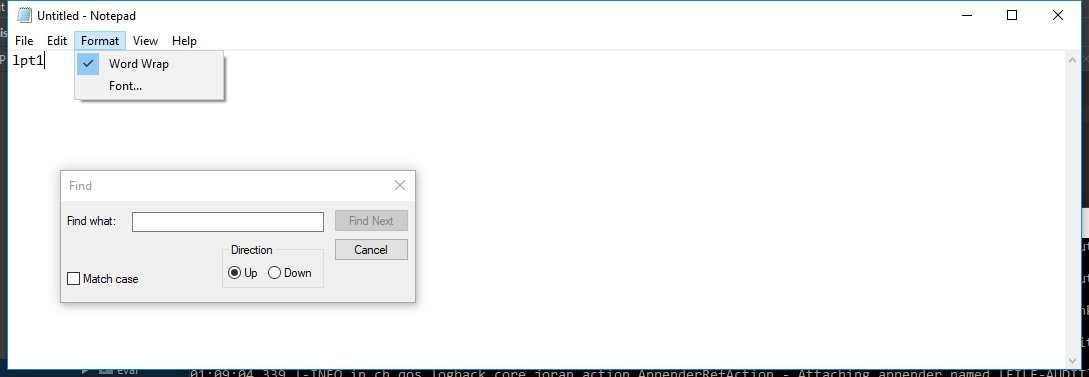 Untitled - Notepad
File Edit Format View Help
lpt1
Word Wrap
Font...
Find
Find what:
Find Next
Cancel
Direction
Up Down
Match case
eval
01:09:04,339 |-INFO in ch.qos.logback.core.joran.action.AppenderRefAction - Attaching appender named [FILE-AUDIT